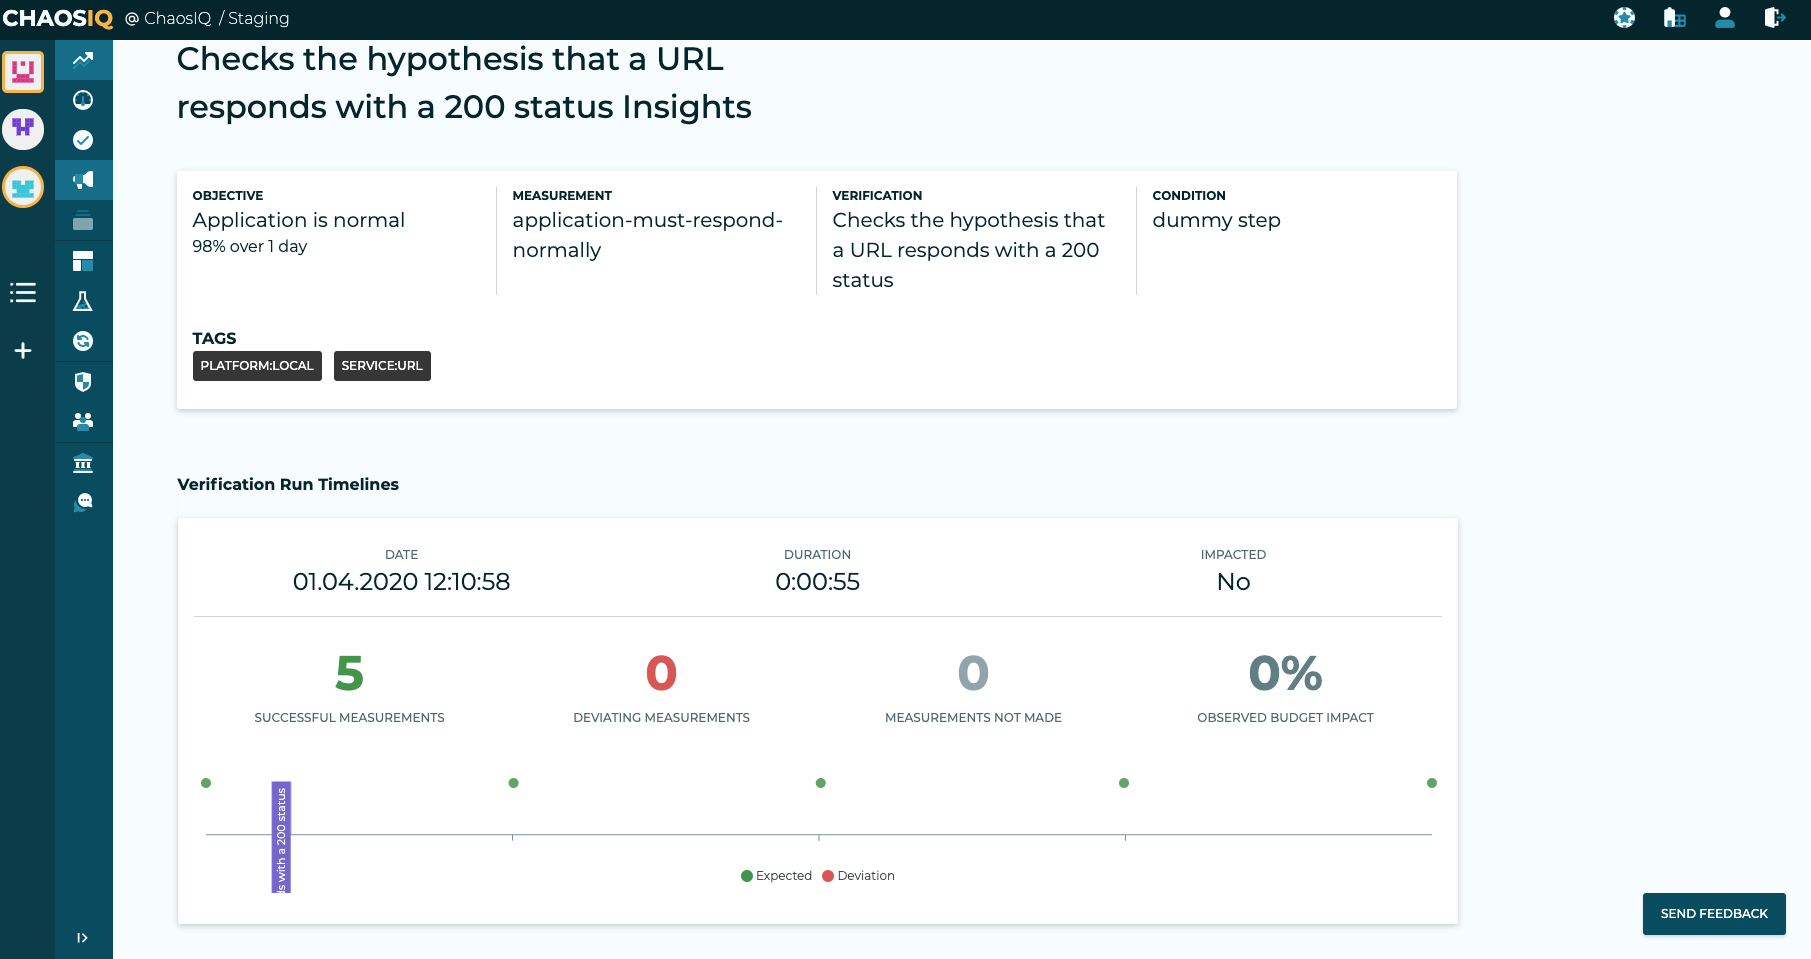 CHAOSIQ @ ChaosIQ / Staging
Checks the hypothesis that a URL
responds with a 200 status Insights
OBJECTIVE
Application is normal
98% over 1 day
MEASUREMENT
application-must-respond-
normally
VERIFICATION
Checks the hypothesis that
a URL responds with a 200
status
CONDITION
dummy step
TAGS
PLATFORM:LOCAL SERVICE:URL
Verification Run Timelines
DATE
01.04.2020 12:10:58
DURATION
0:00:55
IMPACTED
No
5
SUCCESSFUL MEASUREMENTS
0
DEVIATING MEASUREMENTS
0
MEASUREMENTS NOT MADE
0%
OBSERVED BUDGET IMPACT
with a 200 status
Expected Deviation
SEND FEEDBACK